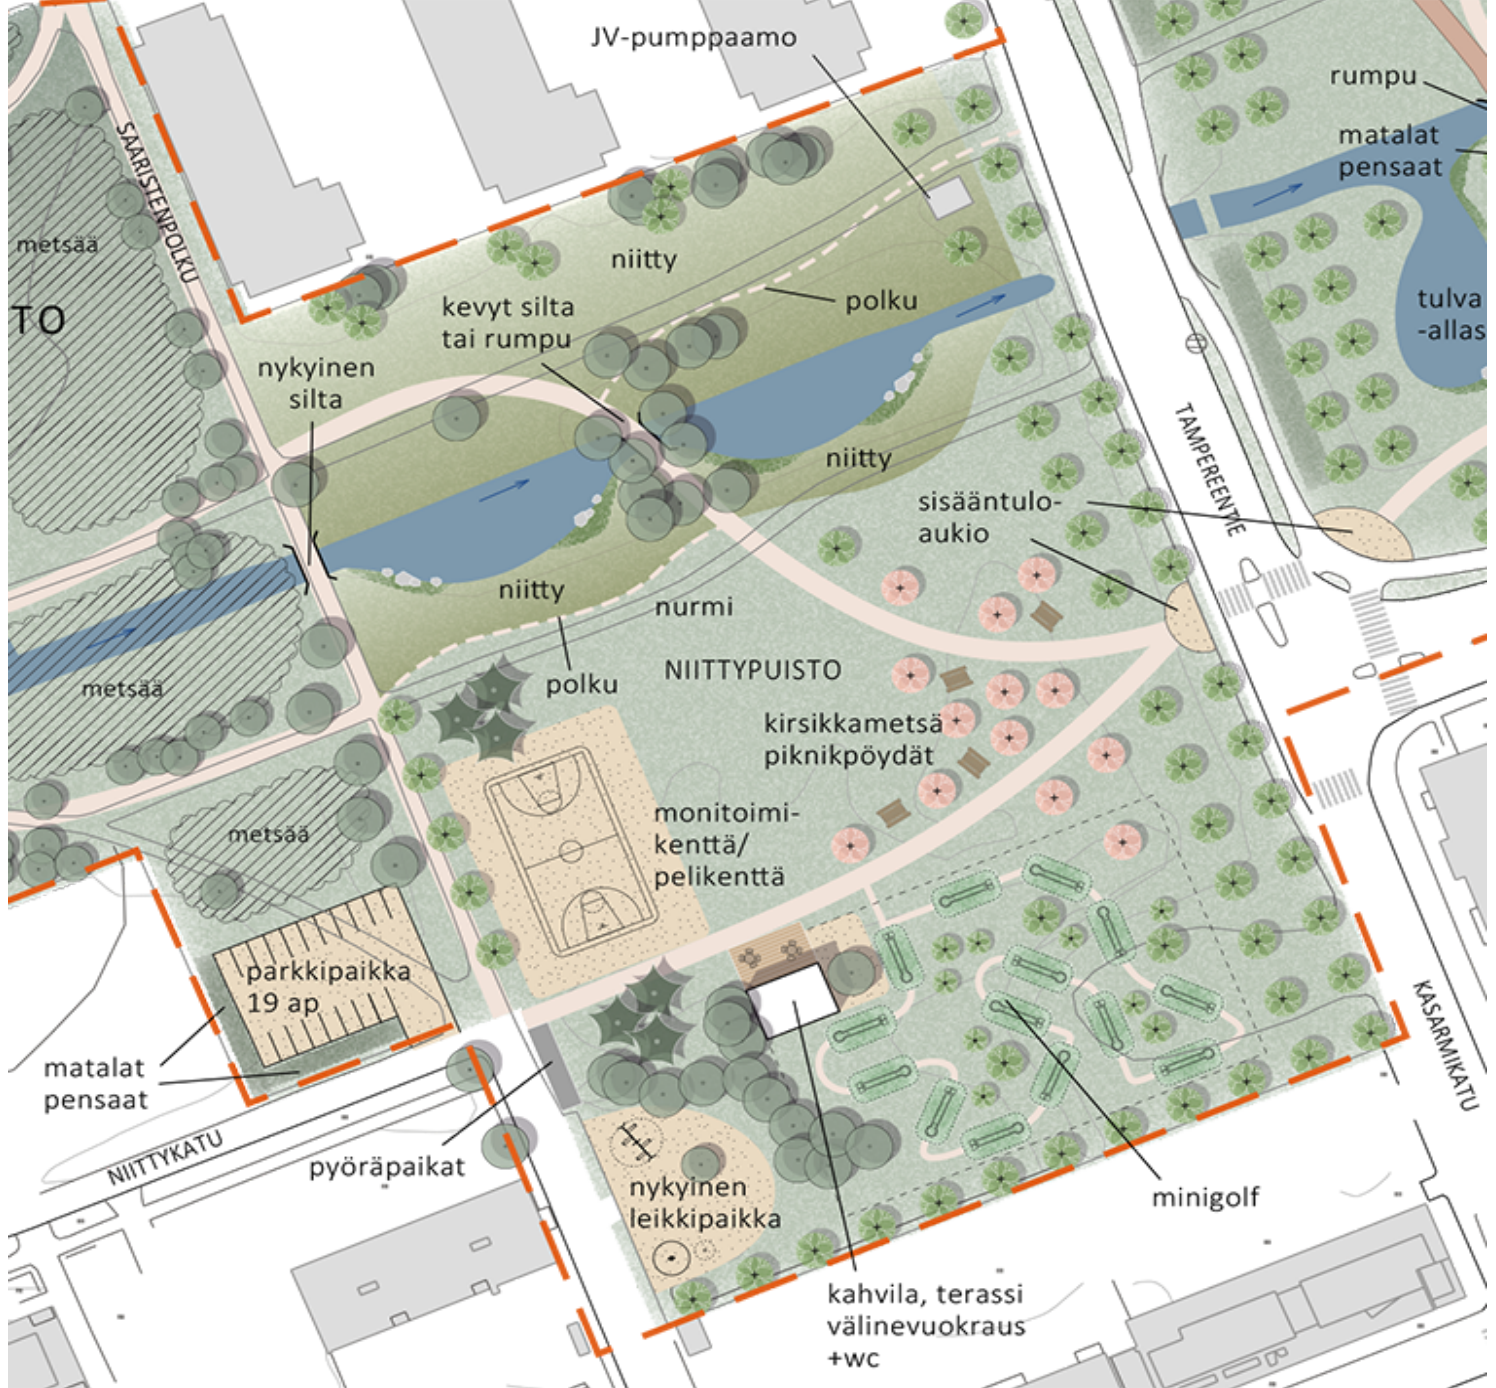 JV-pumppaamo
rumpu
matalat
pensaat
SAARISTENPOLKU
metsää
niitty
TO
kevyt silta
tai rumpu
polku
tulva
-allas
nykyinen
silta
TAMPEREENTIE
niitty
sisääntulo-
aukio
niitty
nurmi
polku
NIITTYPUISTO
metsää
kirsikkametsä
piknikpöydät
monitoimi-
kenttä/
pelikenttä
metsää
parkkipaikka
19 ap
matalat
pensaat
KASARMIKATU
NIITTYKATU
pyöräpaikat
nykyinen
leikkipaikka
minigolf
kahvila, terassi
välinevuokraus
+wc